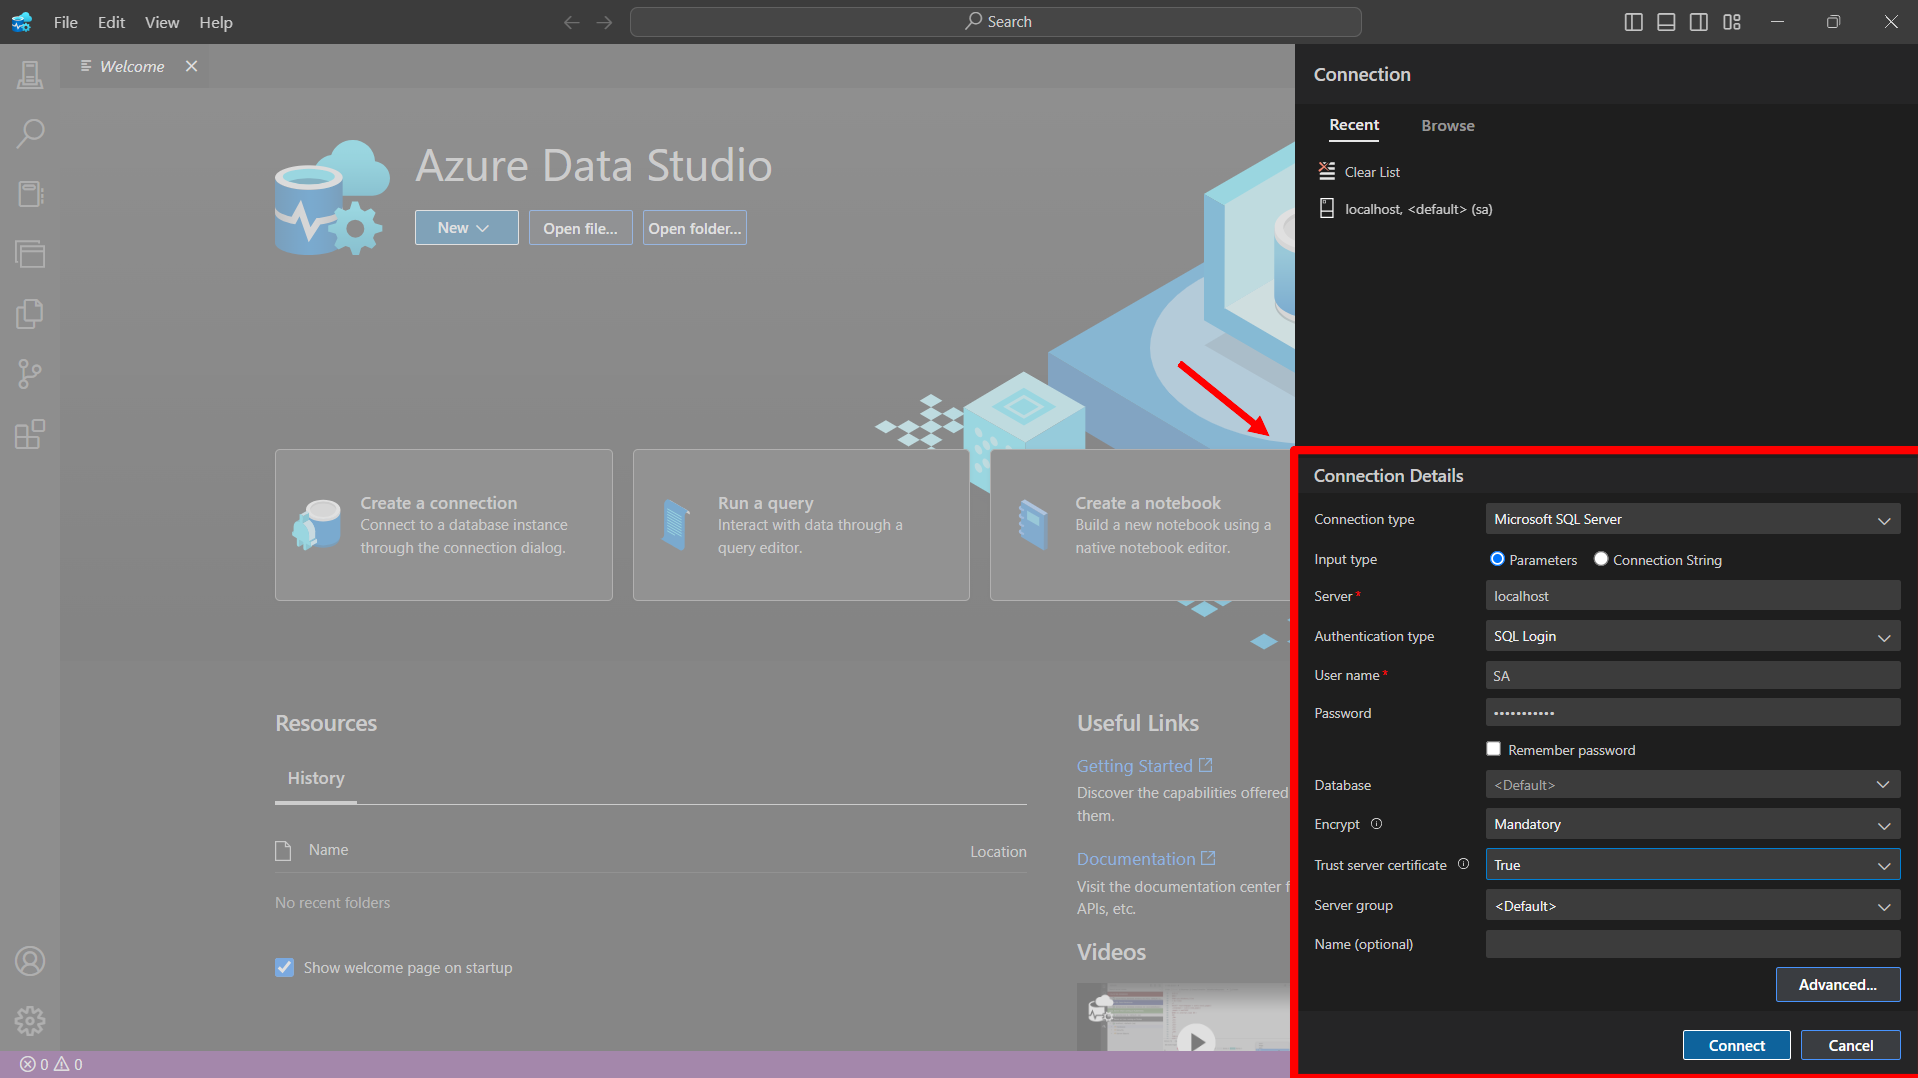 File Edit View Help
Search
Welcome
Azure Data Studio
New
Open file...
Open folder...
Create a connection
Connect to a database instance
through the connection dialog.
Run a query
Interact with data through a
query editor.
Create a notebook
Build a new notebook using a
native notebook editor.
Resources
History
Name
Location
No recent folders
Show welcome page on startup
Useful Links
Getting Started
Discover the capabilities offered
them.
Documentation
Visit the documentation center
APIs, etc.
Videos
0 0
Connection
Recent Browse
Clear List
localhost, <default> (sa)
Connection Details
Connection type Microsoft SQL Server
Input type Parameters Connection String
Server* localhost
Authentication type SQL Login
User name* SA
Password •••••••••••
Remember password
Database <Default>
Encrypt Mandatory
Trust server certificate True
Server group <Default>
Name (optional)
Advanced...
Connect Cancel